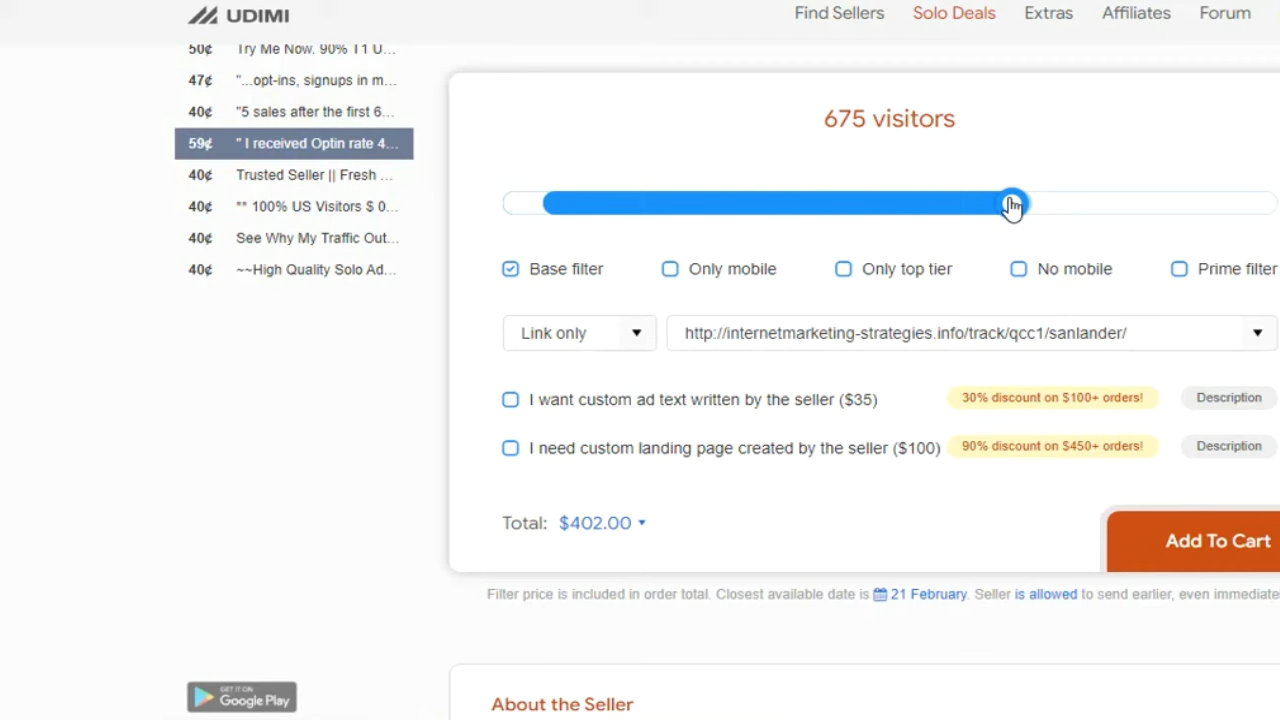 UDIMI
Find Sellers Solo Deals Extras Affiliates Forum
50¢ Try Me Now. 90% T1 U...
47¢ "...opt-ins, signups in m...
40¢ "5 sales after the first 6...
59¢ " I received Optin rate 4...
40¢ Trusted Seller || Fresh ...
40¢ ** 100% US Visitors $ 0...
40¢ See Why My Traffic Out...
40¢ ~~High Quality Solo Ad...
675 visitors
Base filter Only mobile Only top tier No mobile Prime filter
Link only http://internetmarketing-strategies.info/track/qcc1/sanlander/
I want custom ad text written by the seller ($35) 30% discount on $100+ orders! Description
I need custom landing page created by the seller ($100) 90% discount on $450+ orders! Description
Total: $402.00
Add To Cart
Filter price is included in order total. Closest available date is 21 February. Seller is allowed to send earlier, even immediate
GET IT ON
Google Play
About the Seller